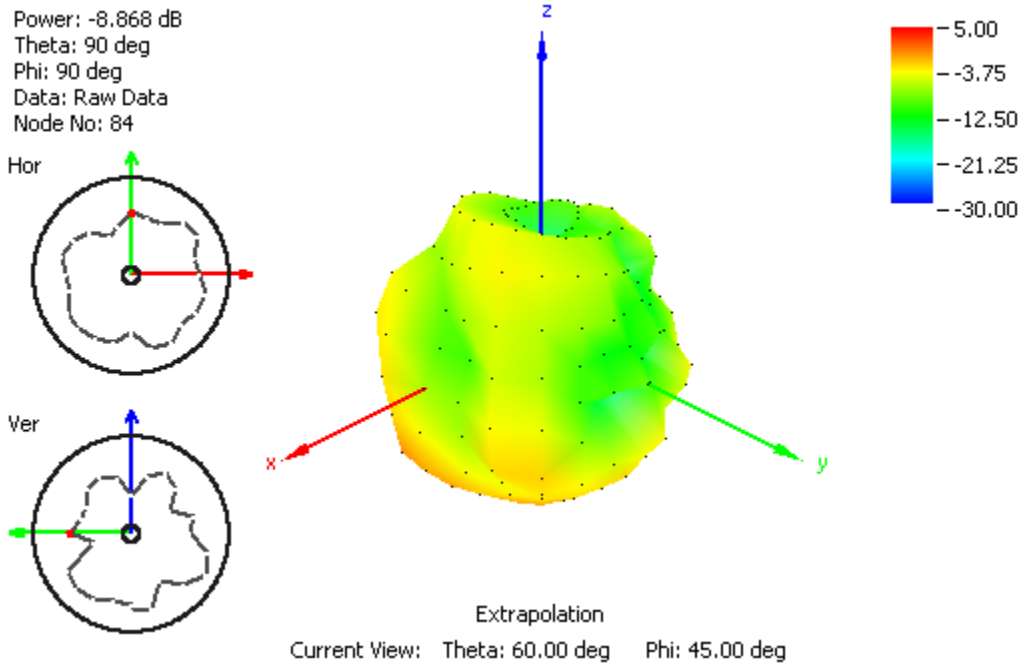 Power: -8.868 dB
Theta: 90 deg
Phi: 90 deg
Data: Raw Data
Node No: 84
Hor
Ver
z
x
y
5.00
-3.75
-12.50
-21.25
-30.00
Extrapolation
Current View: Theta: 60.00 deg Phi: 45.00 deg